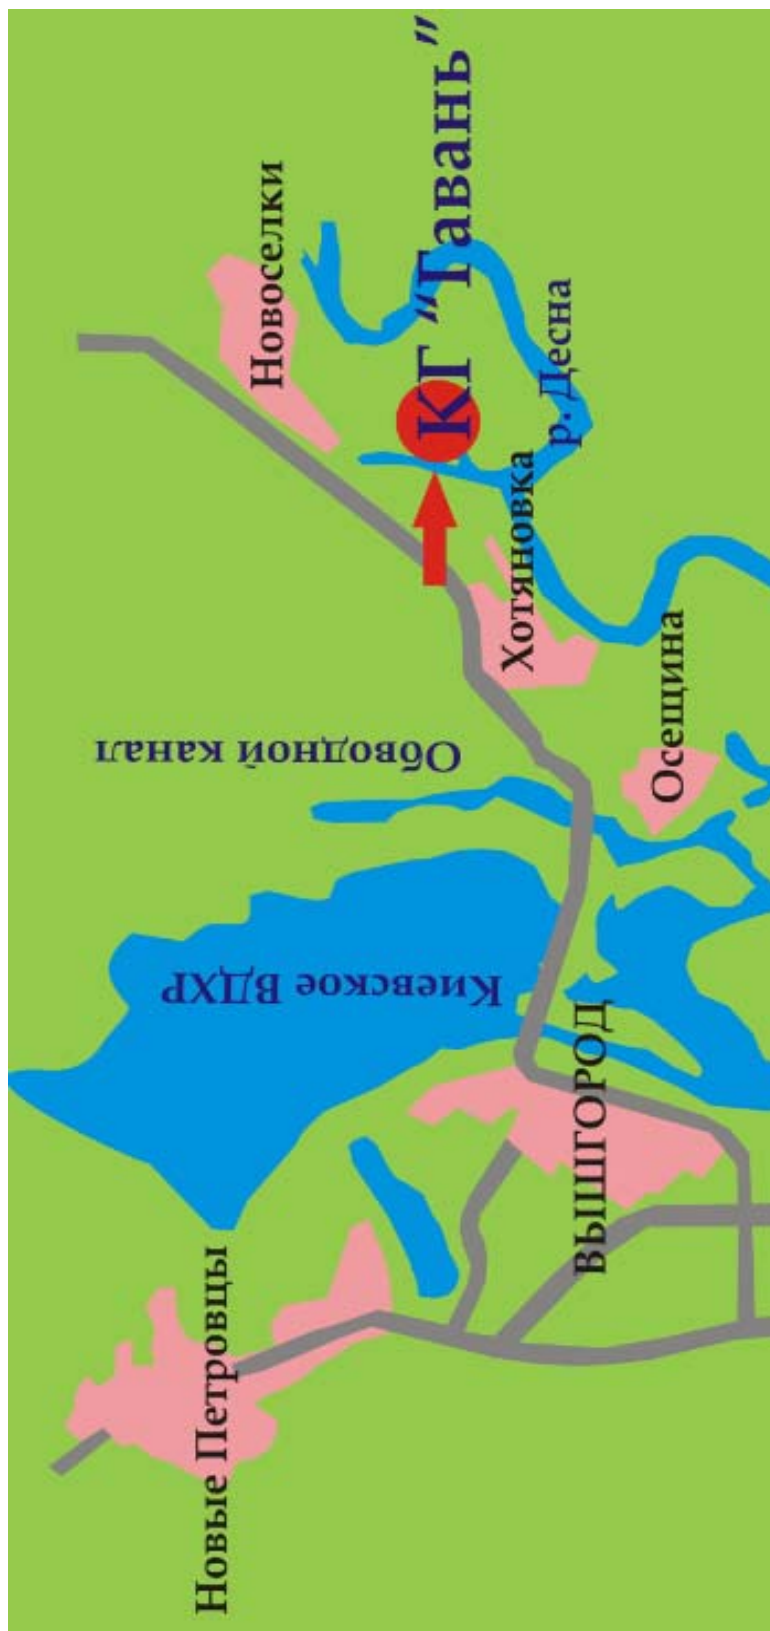 КГ "Гавань"
Новоселки
р. Десна
Хотяновка
Обводной канал
Осещина
Киевское ВДХР
ВЫШГОРОД
Новые Петровцы